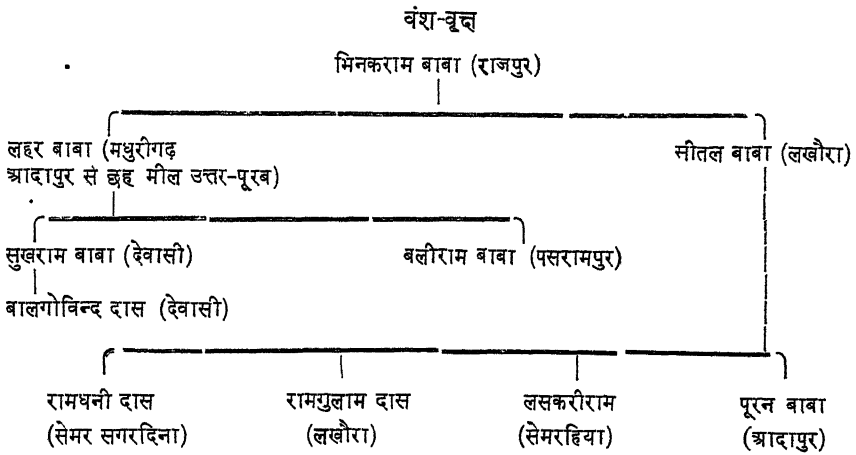 वंश-वृक्ष
भिनकराम बाबा (राजपुर)
लहर बाबा (मधुरीगढ़
आदापुर से छह मील उत्तर-पूरब)
सीतल बाबा (लखौरा)
सुखराम बाबा (देवासी)
बलीराम बाबा (पसरामपुर)
बालगोविन्द दास (देवासी)
रामधनी दास
(सेमर सगरदिना)
रामगुलाम दास
(लखौरा)
लसकरीराम
(सेमरहिया)
पूरन बाबा
(आदापुर)